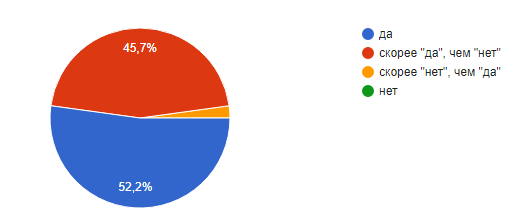 45,7%
52,2%
да
скорее "да", чем "нет"
скорее "нет", чем "да"
нет